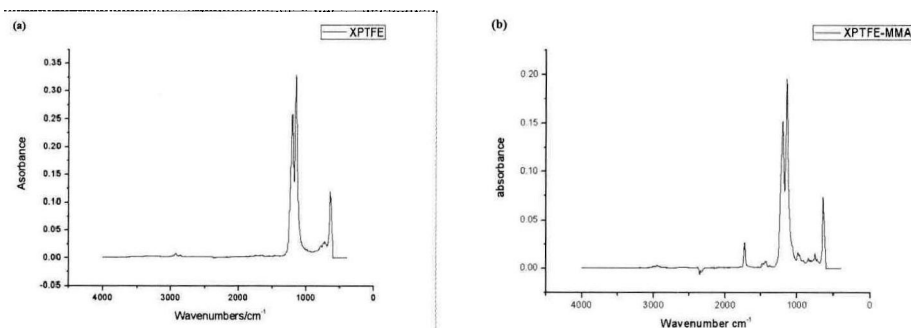 (a)
XPTFE
0.35
0.30
0.25
0.20
0.15
0.10
0.05
0.00
-0.05
Asorbance
4000 3000 2000 1000 0
Wavenumbers/cm-1
(b)
XPTFE-MMA
0.20
0.15
0.10
0.05
0.00
absorbance
4000 3000 2000 1000 0
Wavenumber cm-1